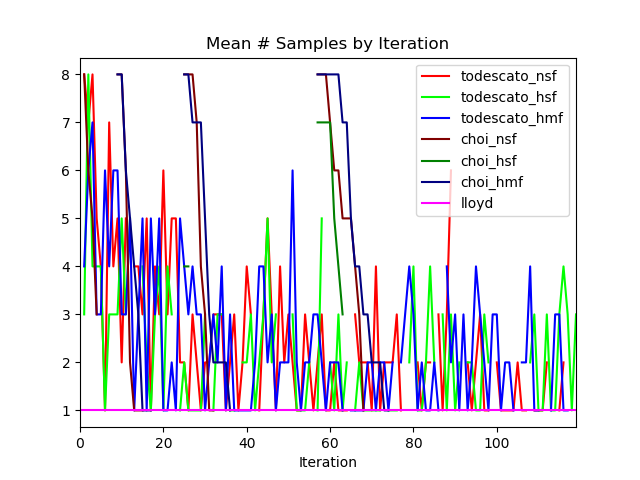 Mean # Samples by Iteration
8
7
6
5
4
3
2
1
0
20
40
60
80
100
Iteration
todescato_nsf
todescato_hsf
todescato_hmf
choi_nsf
choi_hsf
choi_hmf
lloyd